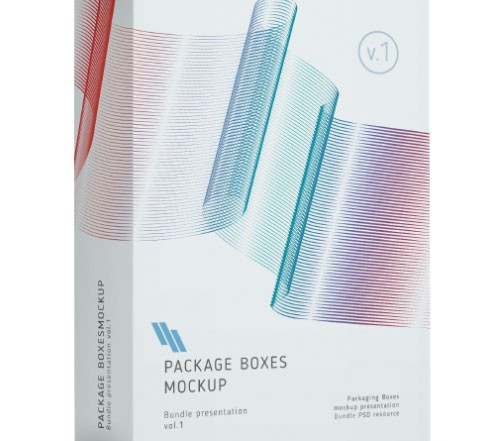 v.1
PACKAGE BOXES
MOCKUP
Bundle presentation
vol.1
Packaging Boxes
mockup presentation
Bundle PSD resource
PACKAGE BOXESMOCKUP
Bundle presentation vol.1